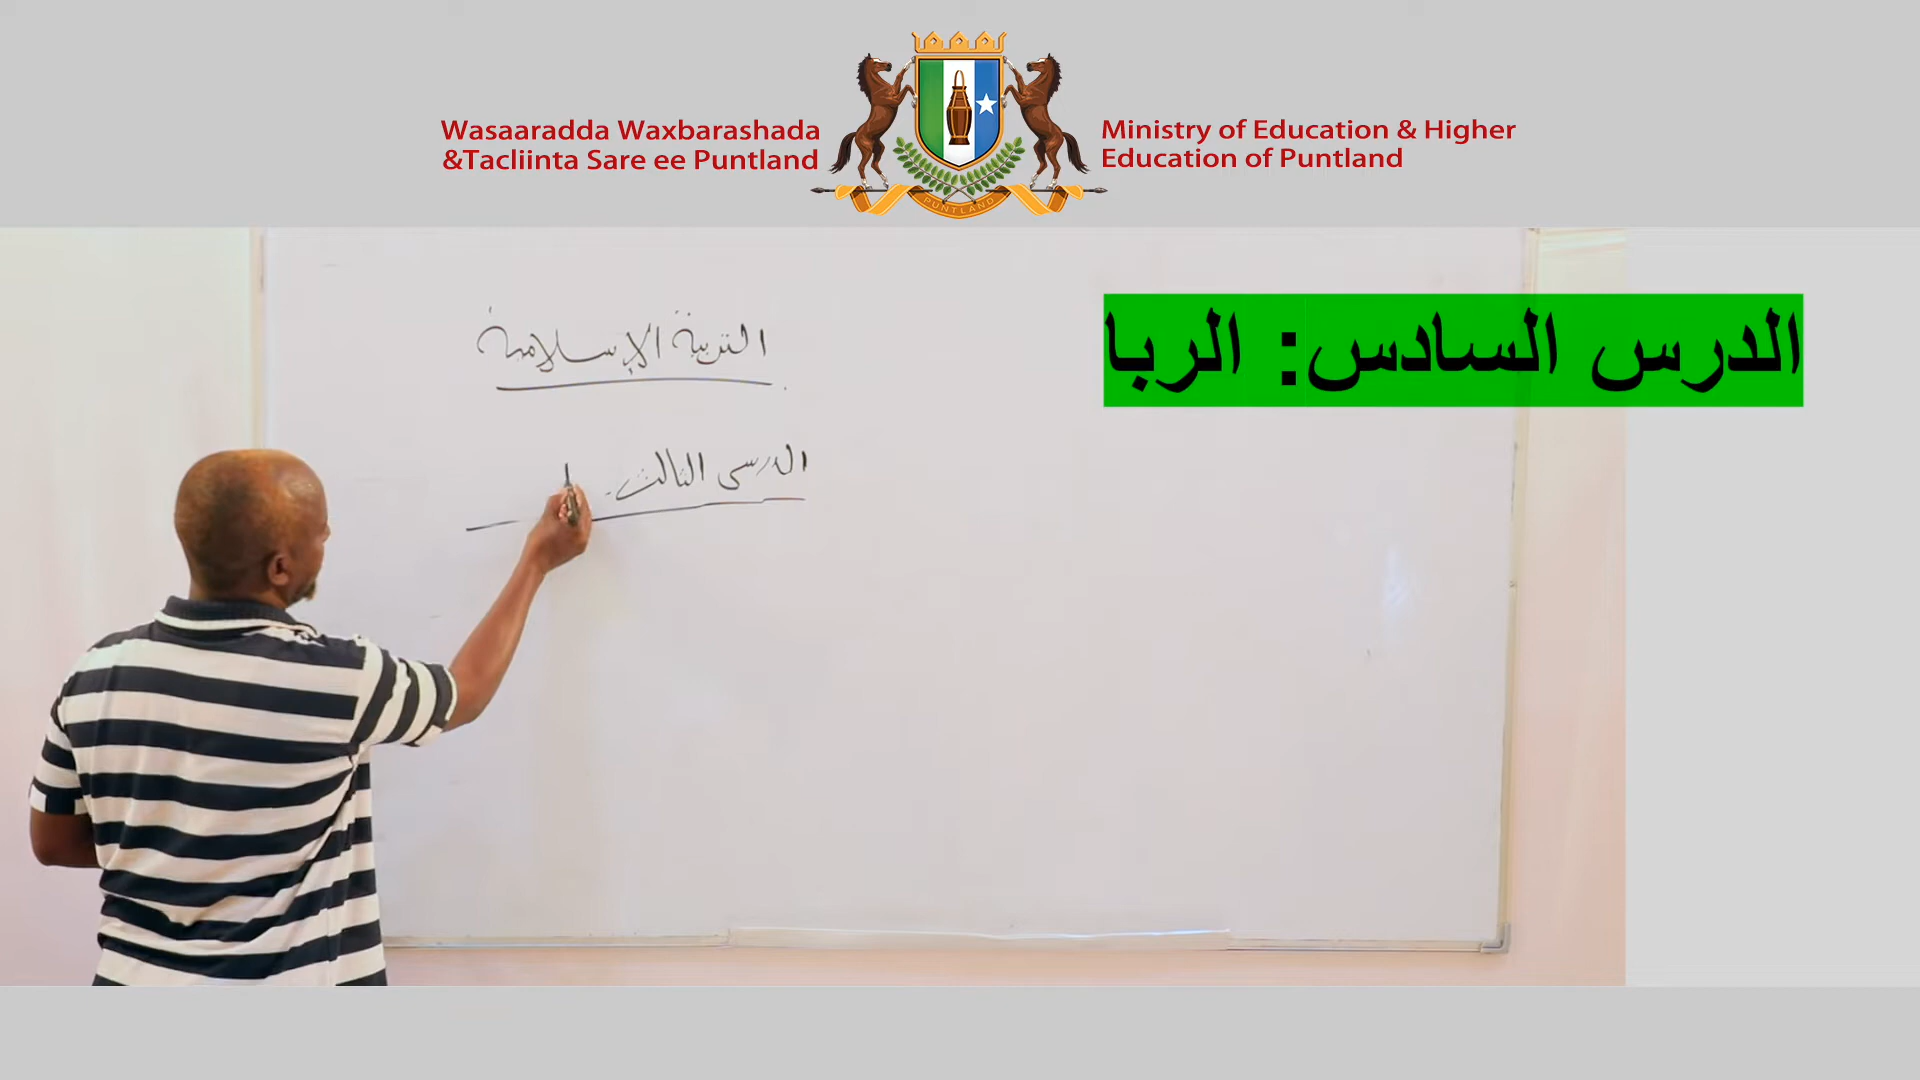 Wasaaradda Waxbarashada
&Tacliinta Sare ee Puntland
Ministry of Education & Higher
Education of Puntland
PUNTLAND
الدرس السادس: الربا
التربية الإسلامية
الدرس الثالث